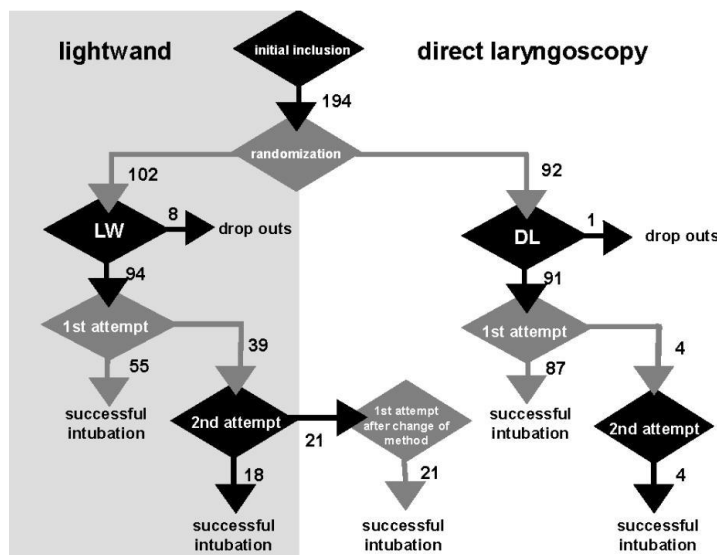 initial inclusion
lightwand
direct laryngoscopy
194
randomization
102
92
LW
8
drop outs
DL
1
drop outs
94
91
1st attempt
39
55
successful
intubation
1st attempt
4
87
successful
intubation
2nd attempt
21
18
successful
intubation
1st attempt
after change of
method
21
successful
intubation
2nd attempt
4
successful
intubation